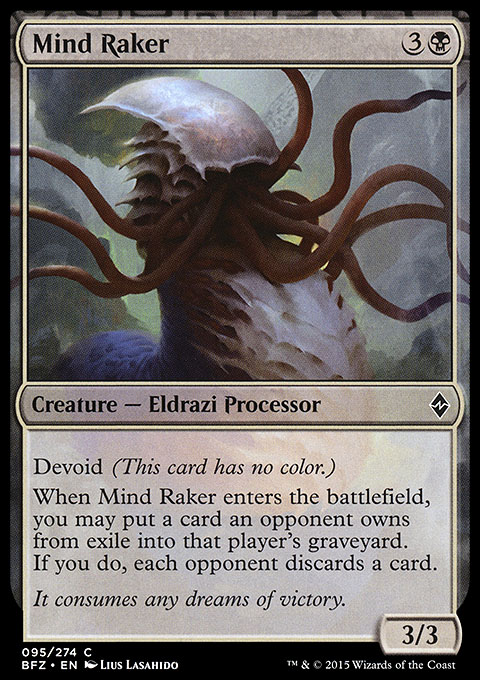 Mind Raker 3
Creature — Eldrazi Processor
Devoid (This card has no color.)
When Mind Raker enters the battlefield,
you may put a card an opponent owns
from exile into that player's graveyard.
If you do, each opponent discards a card.
It consumes any dreams of victory.
3/3
095/274 C
BFZ • EN Lius Lasahido
™ & © 2015 Wizards of the Coast